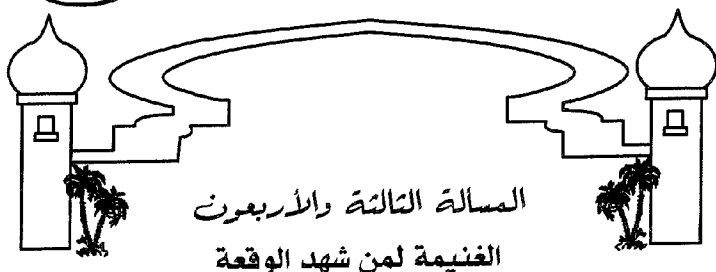 المسألة الثالثة والأربعون
الغنيمة لمن شهد الوقعة